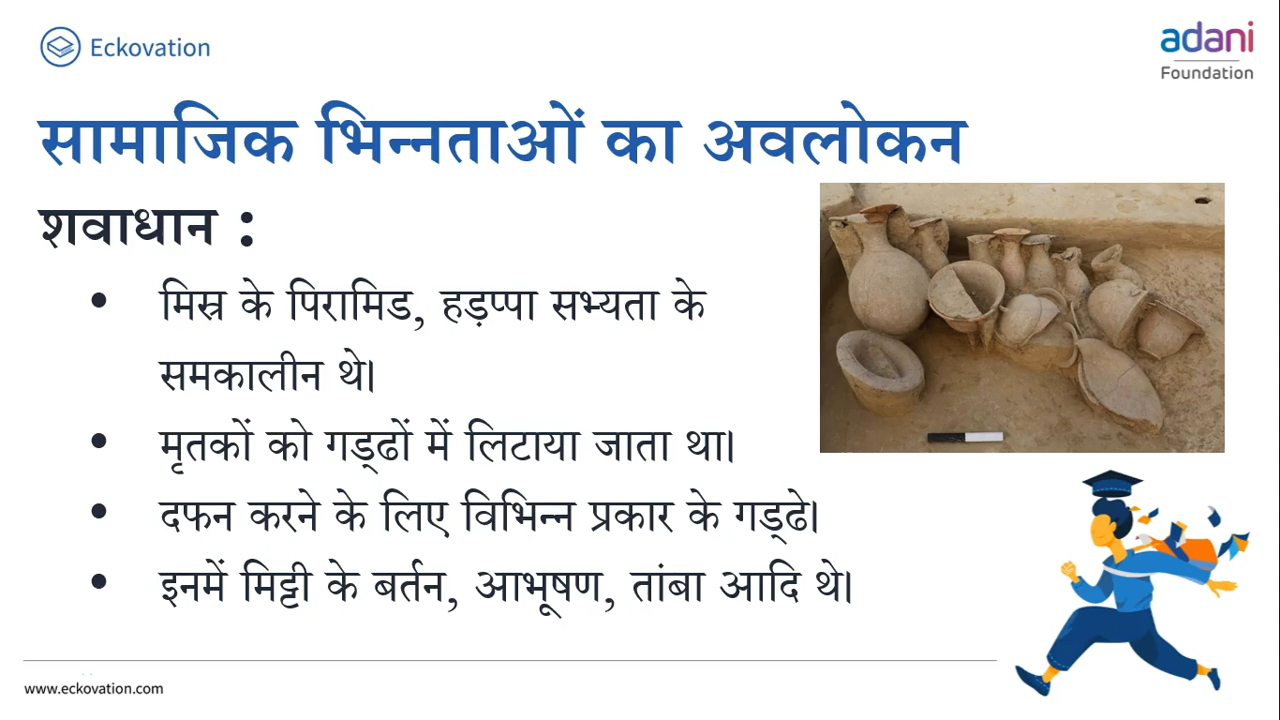 Eckovation
adani
Foundation
सामाजिक भिन्नताओं का अवलोकन
शवाधान :
• मिस्र के पिरामिड, हड़प्पा सभ्यता के
समकालीन थे।
• मृतकों को गड्ढों में लिटाया जाता था।
• दफन करने के लिए विभिन्न प्रकार के गड्ढे।
• इनमें मिट्टी के बर्तन, आभूषण, तांबा आदि थे।
www.eckovation.com